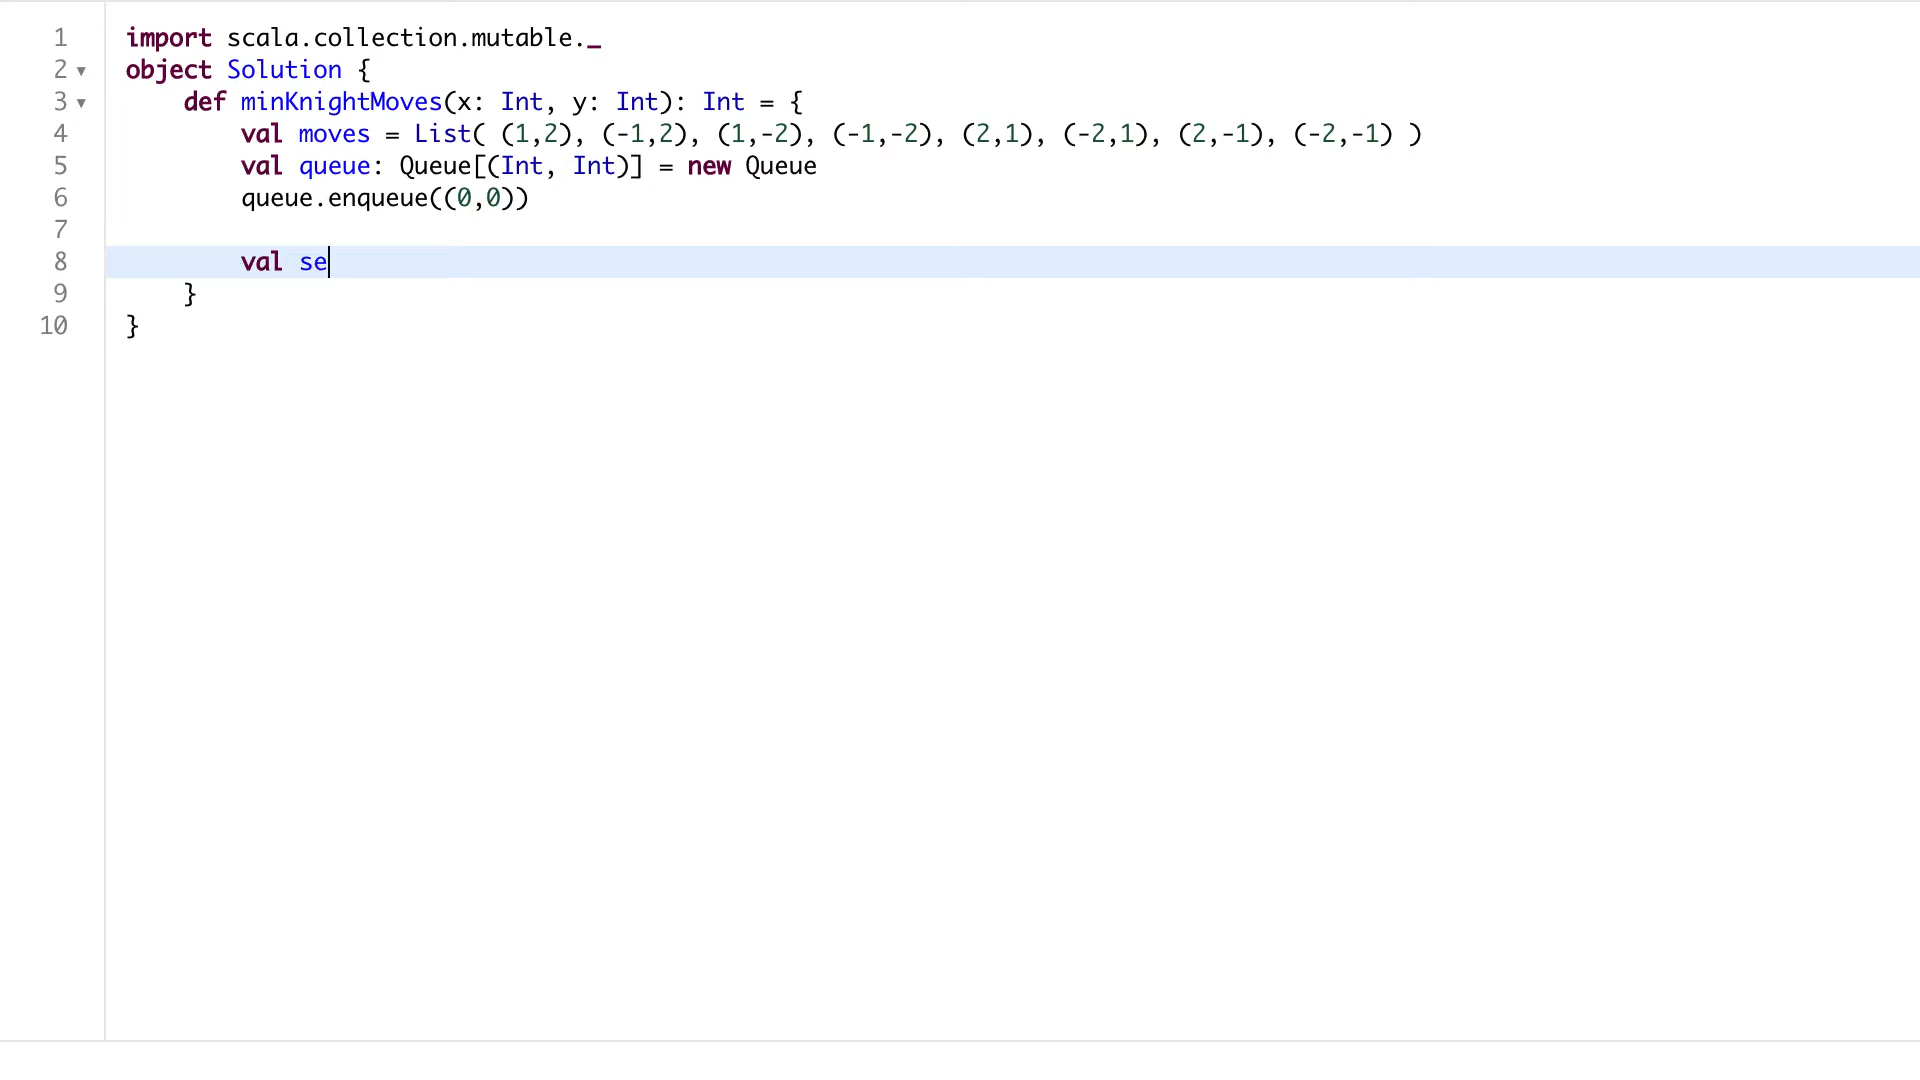 1 import scala.collection.mutable._
2 object Solution {
3 def minKnightMoves(x: Int, y: Int): Int = {
4 val moves = List( (1,2), (-1,2), (1,-2), (-1,-2), (2,1), (-2,1), (2,-1), (-2,-1) )
5 val queue: Queue[(Int, Int)] = new Queue
6 queue.enqueue((0,0))
7
8 val se
9 }
10 }